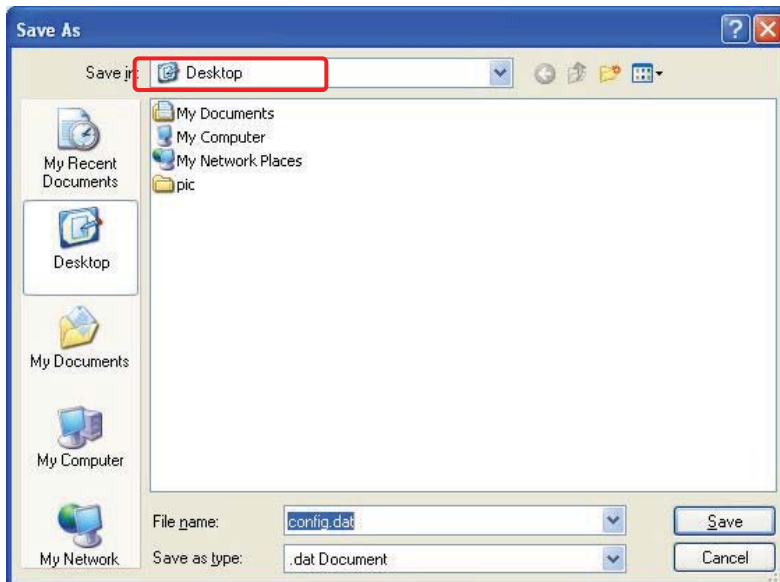 Save As
Save in:
Desktop
My Recent
Documents
Desktop
My Documents
My Computer
My Network
My Documents
My Computer
My Network Places
pic
File name:
config.dat
Save
Save as type:
.dat Document
Cancel